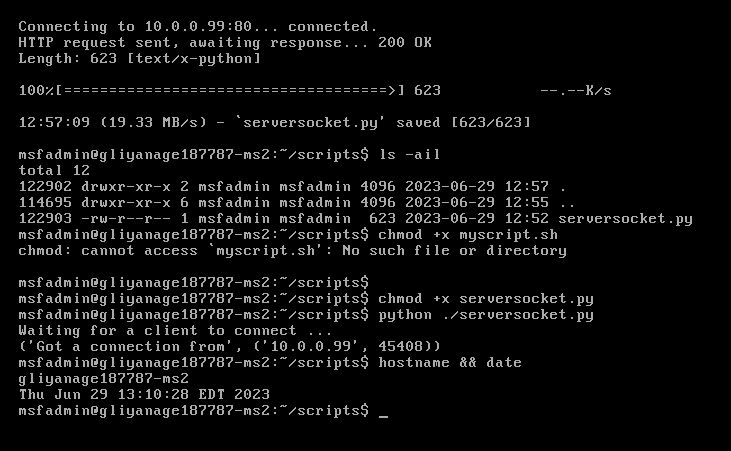 Connecting to 10.0.0.99:80... connected.
HTTP request sent, awaiting response... 200 OK
Length: 623 [text/x-python]
100%[====================================>] 623           --.--K/s
12:57:09 (19.33 MB/s) - `serversocket.py' saved [623/623]
msfadmin@gliyanage187787-ms2:~/scripts$ ls -ail
total 12
122902 drwxr-xr-x 2 msfadmin msfadmin 4096 2023-06-29 12:57 .
114695 drwxr-xr-x 6 msfadmin msfadmin 4096 2023-06-29 12:55 ..
122903 -rw-r--r-- 1 msfadmin msfadmin  623 2023-06-29 12:52 serversocket.py
msfadmin@gliyanage187787-ms2:~/scripts$ chmod +x myscript.sh
chmod: cannot access `myscript.sh': No such file or directory
msfadmin@gliyanage187787-ms2:~/scripts$
msfadmin@gliyanage187787-ms2:~/scripts$ chmod +x serversocket.py
msfadmin@gliyanage187787-ms2:~/scripts$ python ./serversocket.py
Waiting for a client to connect ...
('Got a connection from', ('10.0.0.99', 45408))
msfadmin@gliyanage187787-ms2:~/scripts$ hostname && date
gliyanage187787-ms2
Thu Jun 29 13:10:28 EDT 2023
msfadmin@gliyanage187787-ms2:~/scripts$ _